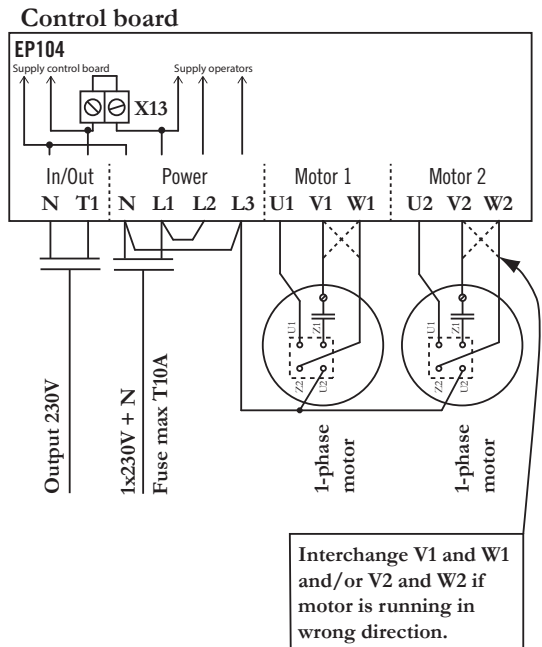 Control board
EP104
Supply control board
Supply operators
X13
In/Out
Power
Motor 1
Motor 2
N T1 N L1 L2 L3 U1 V1 W1 U2 V2 W2
U1
Z1
Z2
U2
U1
Z1
Z2
U2
Output 230V
1x230V + N
Fuse max T10A
1-phase
motor
1-phase
motor
Interchange V1 and W1
and/or V2 and W2 if
motor is running in
wrong direction.